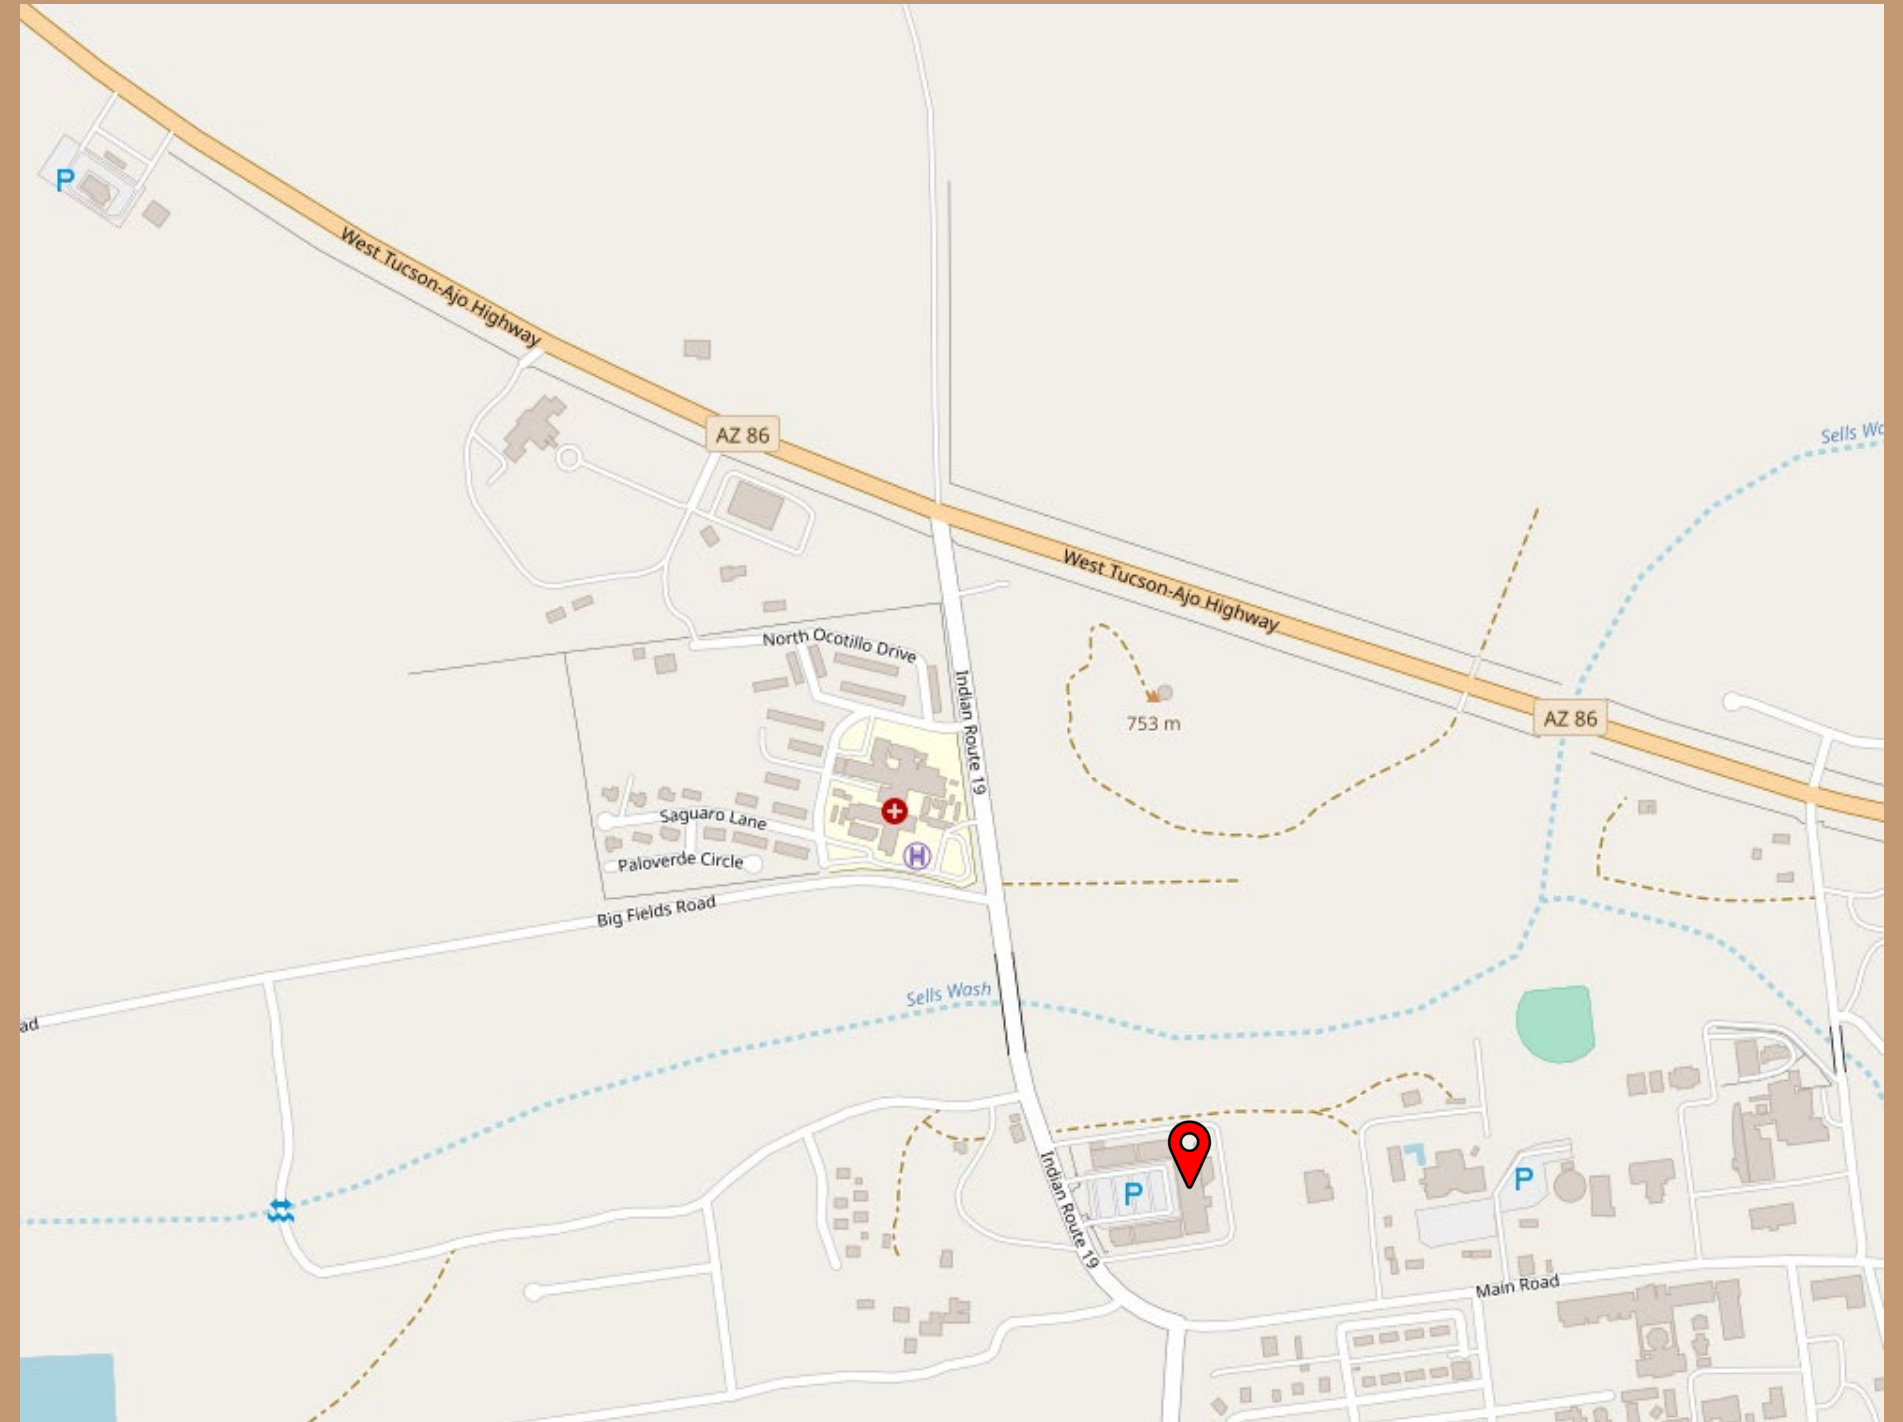 P
West Tucson-Ajo Highway
AZ 86
Sells
West Tucson-Ajo Highway
North Ocotillo Drive
Indian Route 19
753 m
AZ 86
Saguaro Lane
H
Paloverde Circle
Big Fields Road
Sells Wash
ad
Indian Route 19
P
P
Main Road